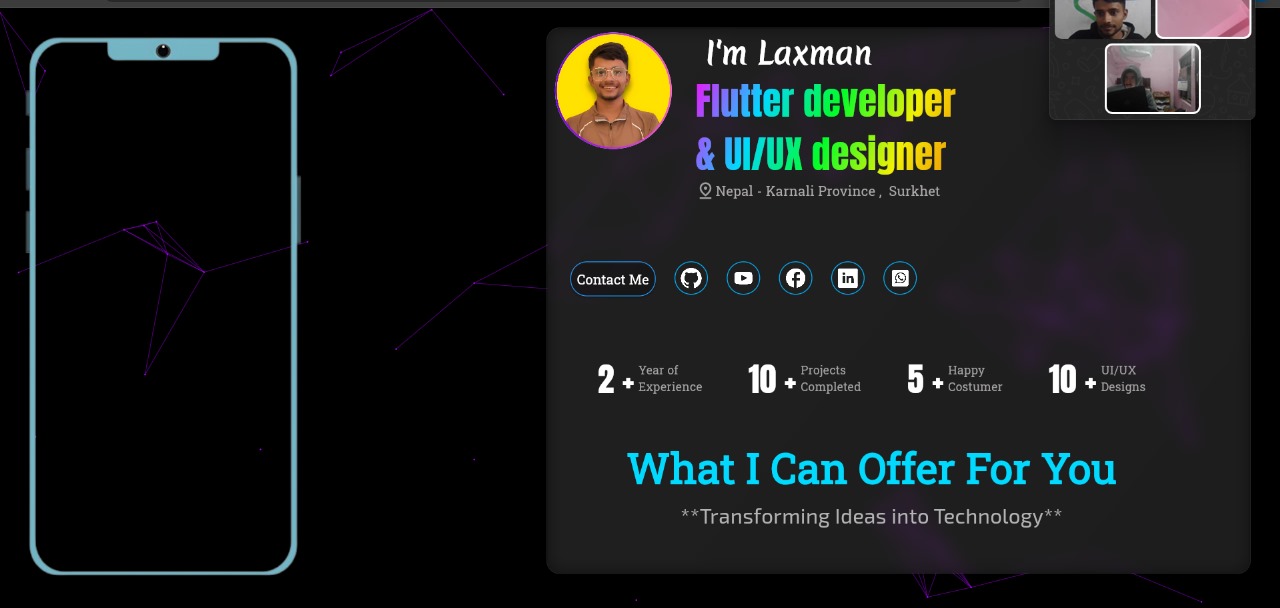 I'm Laxman
Flutter developer
& UI/UX designer
Nepal - Karnali Province , Surkhet
Contact Me
in
2 + Year of
Experience
10 + Projects
Completed
5 + Happy
Costumer
10 + UI/UX
Designs
What I Can Offer For You
**Transforming Ideas into Technology**